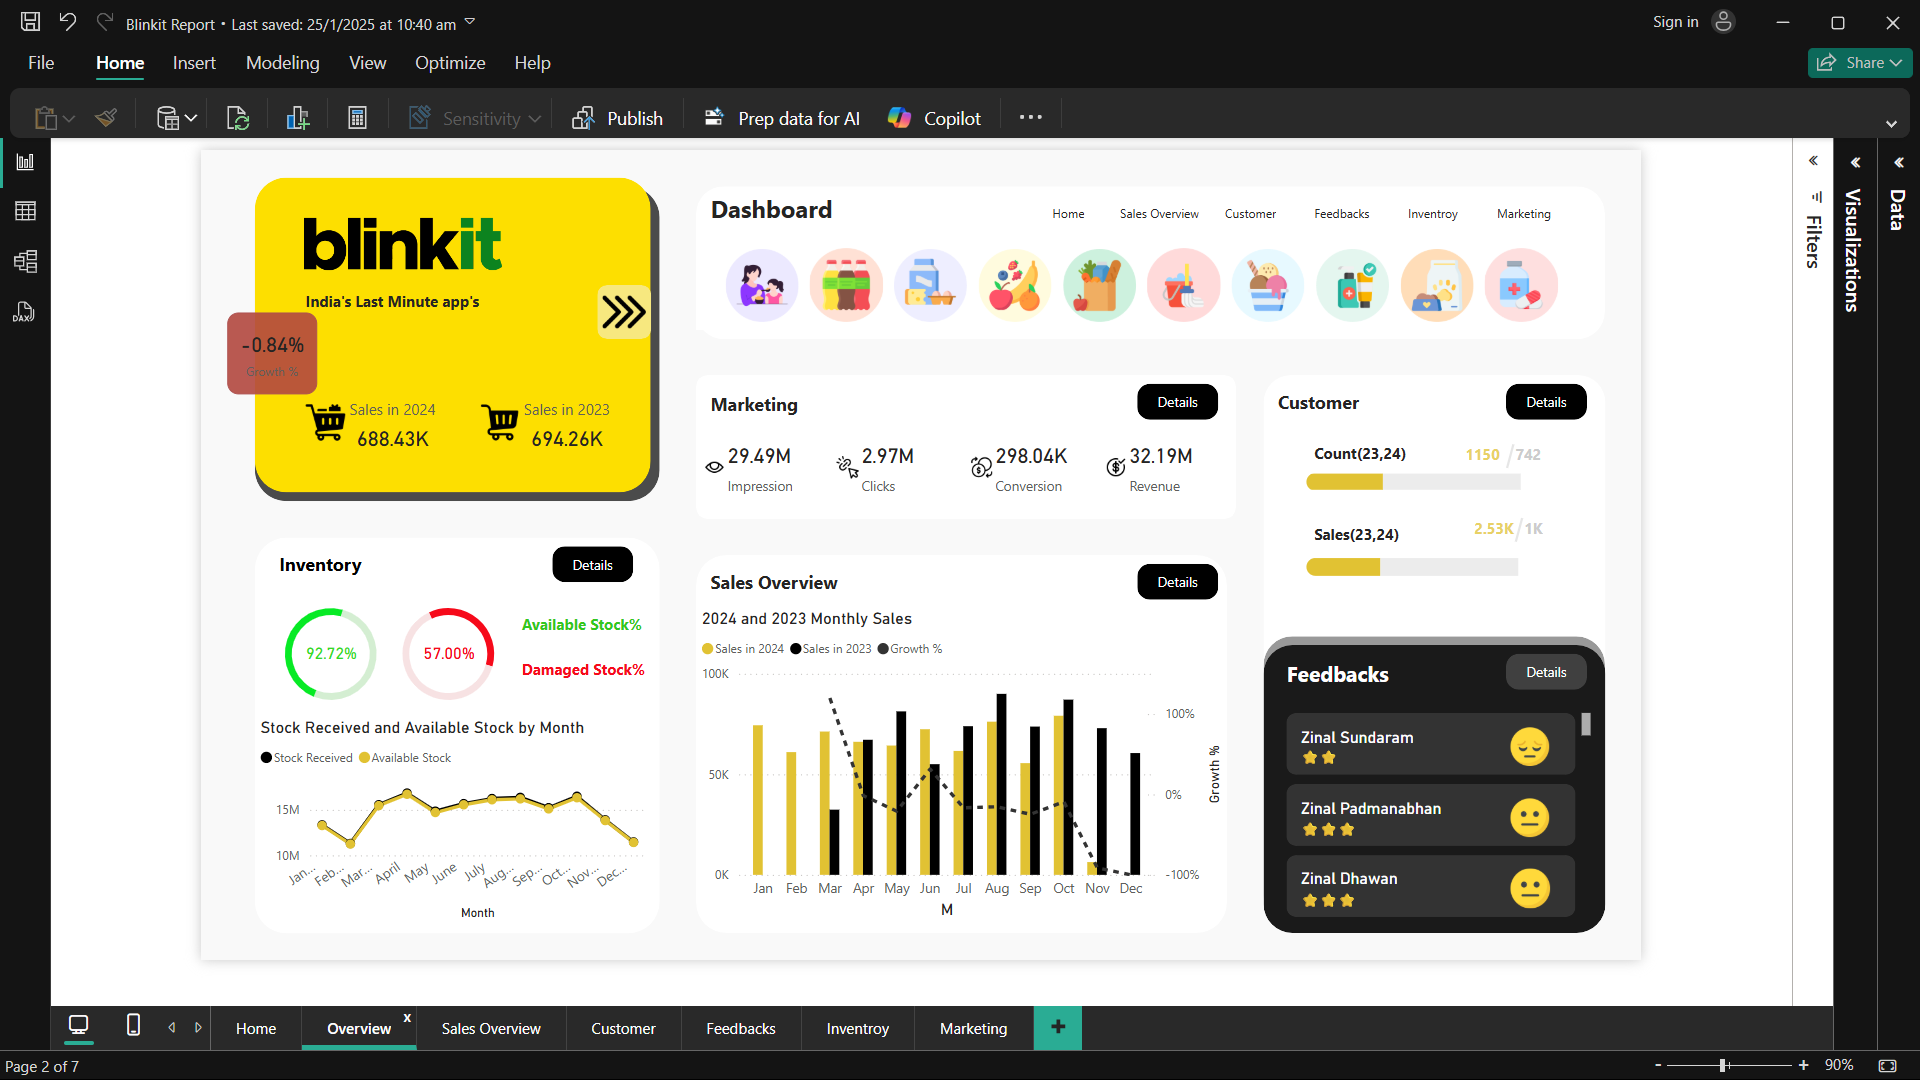 Blinkit Report • Last saved: 25/1/2025 at 10:40 am
Sign in
File Home Insert Modeling View Optimize Help
Share
Sensitivity
Publish
Prep data for AI
Copilot
DAX
Filters
Visualizations
Data
blinkit
India's Last Minute app's
-0.84%
Growth %
Sales in 2024
688.43K
Sales in 2023
694.26K
Dashboard
Home Sales Overview Customer Feedbacks Inventroy Marketing
Marketing
Details
29.49M
Impression
2.97M
Clicks
298.04K
Conversion
32.19M
Revenue
Customer
Details
Count(23,24) 1150 /742
Sales(23,24) 2.53K/1K
Inventory
Details
92.72%
57.00%
Available Stock%
Damaged Stock%
Stock Received and Available Stock by Month
Stock Received Available Stock
15M
10M
Jan... Feb... Mar... April May June July Aug... Sep... Oct... Nov... Dec...
Month
Sales Overview
Details
2024 and 2023 Monthly Sales
Sales in 2024 Sales in 2023 Growth %
100K
50K
0K
100%
0%
-100%
Growth %
Jan Feb Mar Apr May Jun Jul Aug Sep Oct Nov Dec
M
Feedbacks
Details
Zinal Sundaram
Zinal Padmanabhan
Zinal Dhawan
Home Overview x Sales Overview Customer Feedbacks Inventroy Marketing +
Page 2 of 7
- + 90%